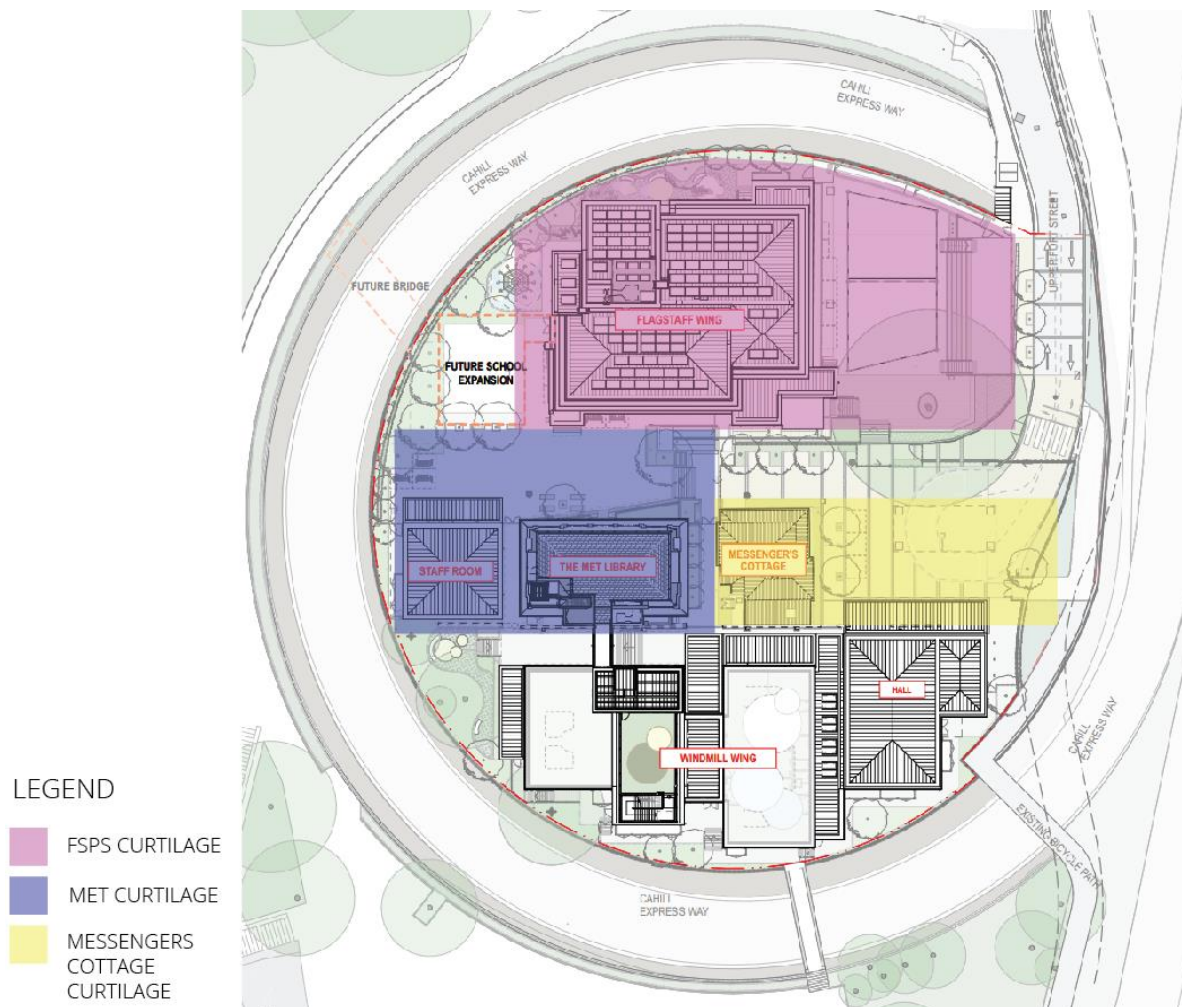 CAHILL
EXPRESS WAY
CAHILL
EXPRESS WAY
UPPER FORT STREET
FUTURE BRIDGE
FLAGSTAFF WING
FUTURE SCHOOL
EXPANSION
STAFF ROOM
THE MET LIBRARY
MESSENGER'S
COTTAGE
HALL
WINDMILL WING
CAHILL
EXPRESS WAY
EXISTING BICYCLE PATH
CAHILL
EXPRESS WAY
LEGEND
FSPS CURTILAGE
MET CURTILAGE
MESSENGERS
COTTAGE
CURTILAGE